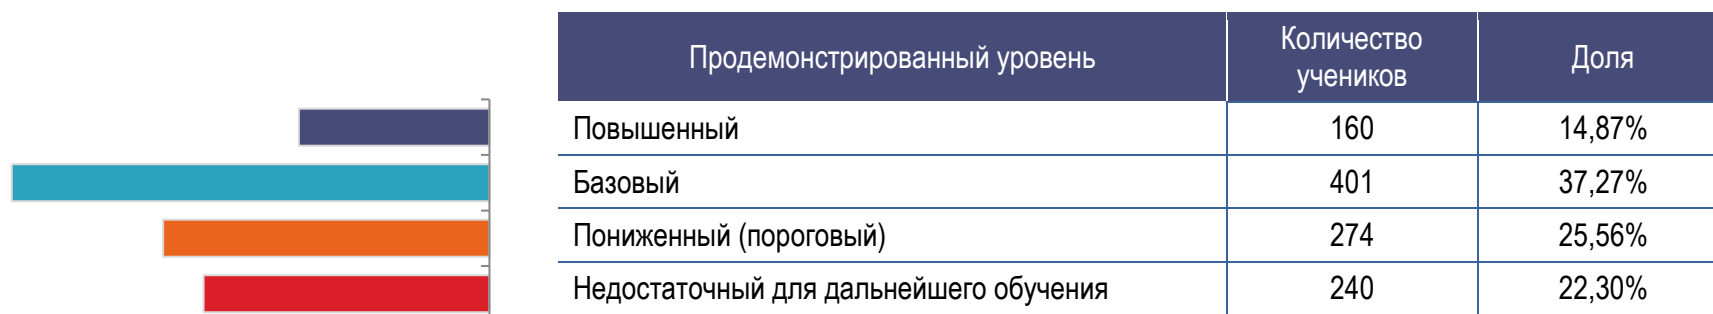 Продемонстрированный уровень
Количество
учеников
Доля
Повышенный 160 14,87%
Базовый 401 37,27%
Пониженный (пороговый) 274 25,56%
Недостаточный для дальнейшего обучения 240 22,30%